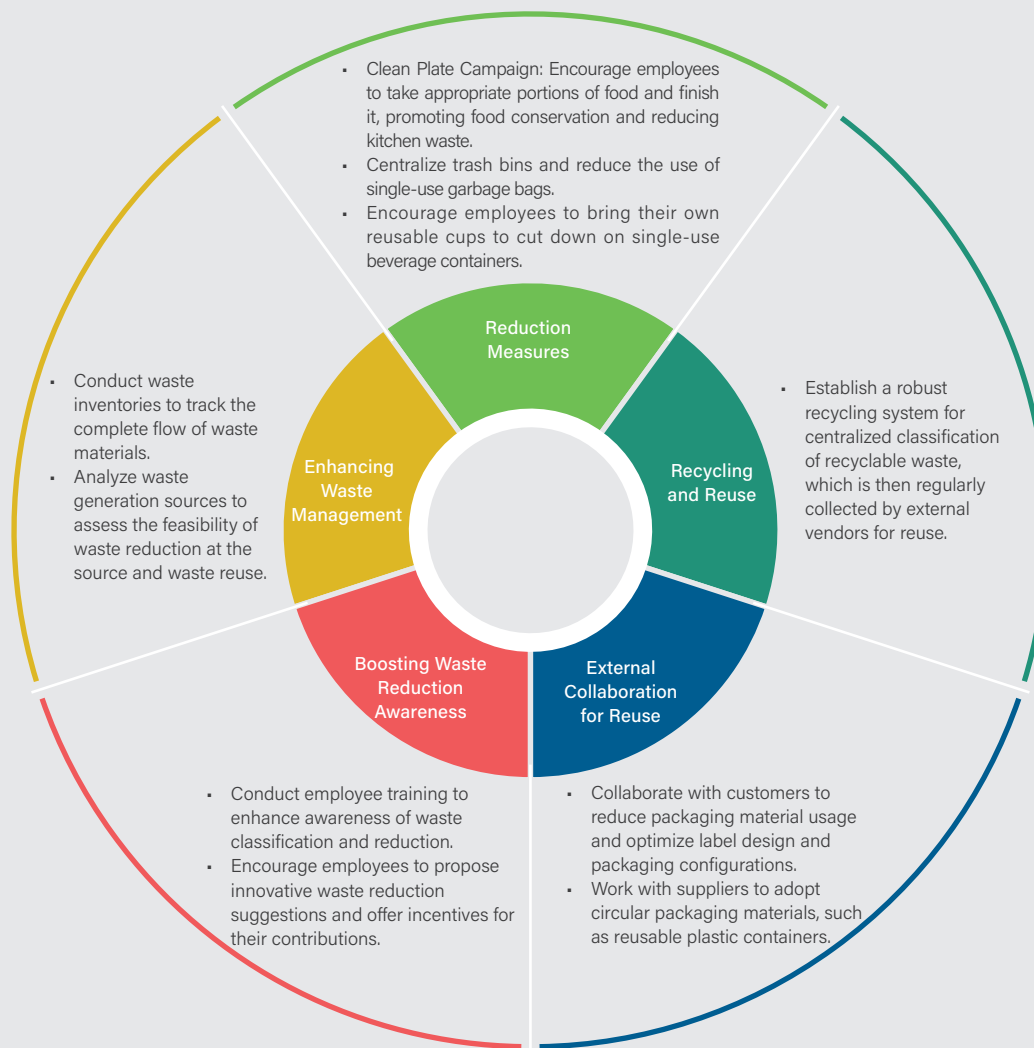 ▪ Clean Plate Campaign: Encourage employees
to take appropriate portions of food and finish
it, promoting food conservation and reducing
kitchen waste.
▪ Centralize trash bins and reduce the use of
single-use garbage bags.
▪ Encourage employees to bring their own
reusable cups to cut down on single-use
beverage containers.
Reduction
Measures
▪ Conduct waste
inventories to track the
complete flow of waste
materials.
▪ Analyze waste
generation sources to
assess the feasibility of
waste reduction at the
source and waste reuse.
Enhancing
Waste
Management
Recycling
and Reuse
▪ Establish a robust
recycling system for
centralized classification
of recyclable waste,
which is then regularly
collected by external
vendors for reuse.
Boosting Waste
Reduction
Awareness
External
Collaboration
for Reuse
▪ Conduct employee training to
enhance awareness of waste
classification and reduction.
▪ Encourage employees to propose
innovative waste reduction
suggestions and offer incentives for
their contributions.
▪ Collaborate with customers to
reduce packaging material usage
and optimize label design and
packaging configurations.
▪ Work with suppliers to adopt
circular packaging materials, such
as reusable plastic containers.